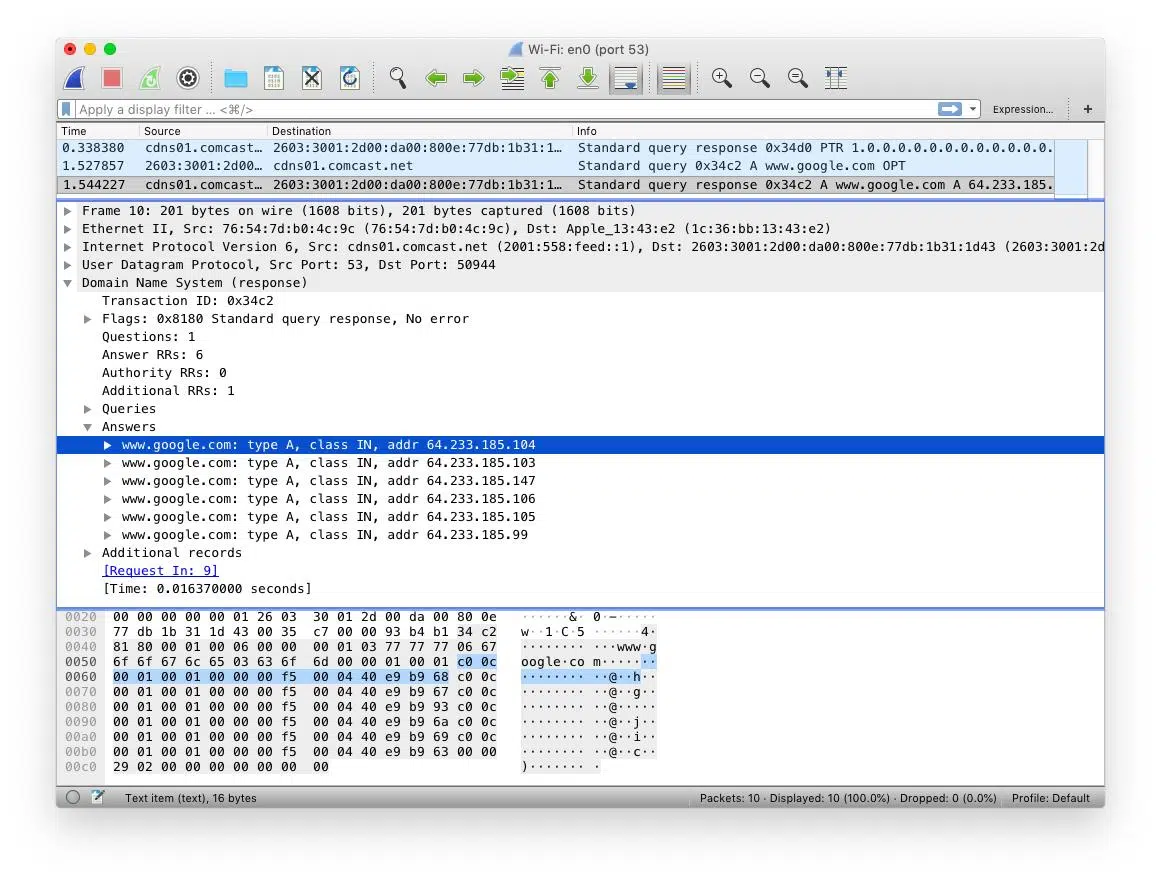 Wi-Fi: en0 (port 53)
Apply a display filter ... <⌘/>
Expression...
+
Time Source Destination Info
0.338380 cdns01.comcast… 2603:3001:2d00:da00:800e:77db:1b31:1… Standard query response 0x34d0 PTR 1.0.0.0.0.0.0.0.0.0.0.0.0.
1.527857 2603:3001:2d00… cdns01.comcast.net Standard query 0x34c2 A www.google.com OPT
1.544227 cdns01.comcast… 2603:3001:2d00:da00:800e:77db:1b31:1… Standard query response 0x34c2 A www.google.com A 64.233.185.
Frame 10: 201 bytes on wire (1608 bits), 201 bytes captured (1608 bits)
Ethernet II, Src: 76:54:7d:b0:4c:9c (76:54:7d:b0:4c:9c), Dst: Apple_13:43:e2 (1c:36:bb:13:43:e2)
Internet Protocol Version 6, Src: cdns01.comcast.net (2001:558:feed::1), Dst: 2603:3001:2d00:da00:800e:77db:1b31:1d43 (2603:3001:2d
User Datagram Protocol, Src Port: 53, Dst Port: 50944
Domain Name System (response)
Transaction ID: 0x34c2
Flags: 0x8180 Standard query response, No error
Questions: 1
Answer RRs: 6
Authority RRs: 0
Additional RRs: 1
Queries
Answers
www.google.com: type A, class IN, addr 64.233.185.104
www.google.com: type A, class IN, addr 64.233.185.103
www.google.com: type A, class IN, addr 64.233.185.147
www.google.com: type A, class IN, addr 64.233.185.106
www.google.com: type A, class IN, addr 64.233.185.105
www.google.com: type A, class IN, addr 64.233.185.99
Additional records
[Request In: 9]
[Time: 0.016370000 seconds]
0020 00 00 00 00 00 01 26 03 30 01 2d 00 da 00 80 0e ······&· 0·-·····
0030 77 db 1b 31 1d 43 00 35 c7 00 00 93 b4 b1 34 c2 w··1·C·5 ······4·
0040 81 80 00 01 00 06 00 00 00 01 03 77 77 77 06 67 ········ ···www·g
0050 6f 6f 67 6c 65 03 63 6f 6d 00 00 01 00 01 c0 0c oogle·co m·······
0060 00 01 00 01 00 00 00 f5 00 04 40 e9 b9 68 c0 0c ········ ··@··h··
0070 00 01 00 01 00 00 00 f5 00 04 40 e9 b9 67 c0 0c ········ ··@··g··
0080 00 01 00 01 00 00 00 f5 00 04 40 e9 b9 93 c0 0c ········ ··@·····
0090 00 01 00 01 00 00 00 f5 00 04 40 e9 b9 6a c0 0c ········ ··@··j··
00a0 00 01 00 01 00 00 00 f5 00 04 40 e9 b9 69 c0 0c ········ ··@··i··
00b0 00 01 00 01 00 00 00 f5 00 04 40 e9 b9 63 00 00 ········ ··@··c··
00c0 29 02 00 00 00 00 00 00 00 )······· ·
Text item (text), 16 bytes
Packets: 10 · Displayed: 10 (100.0%) · Dropped: 0 (0.0%)
Profile: Default